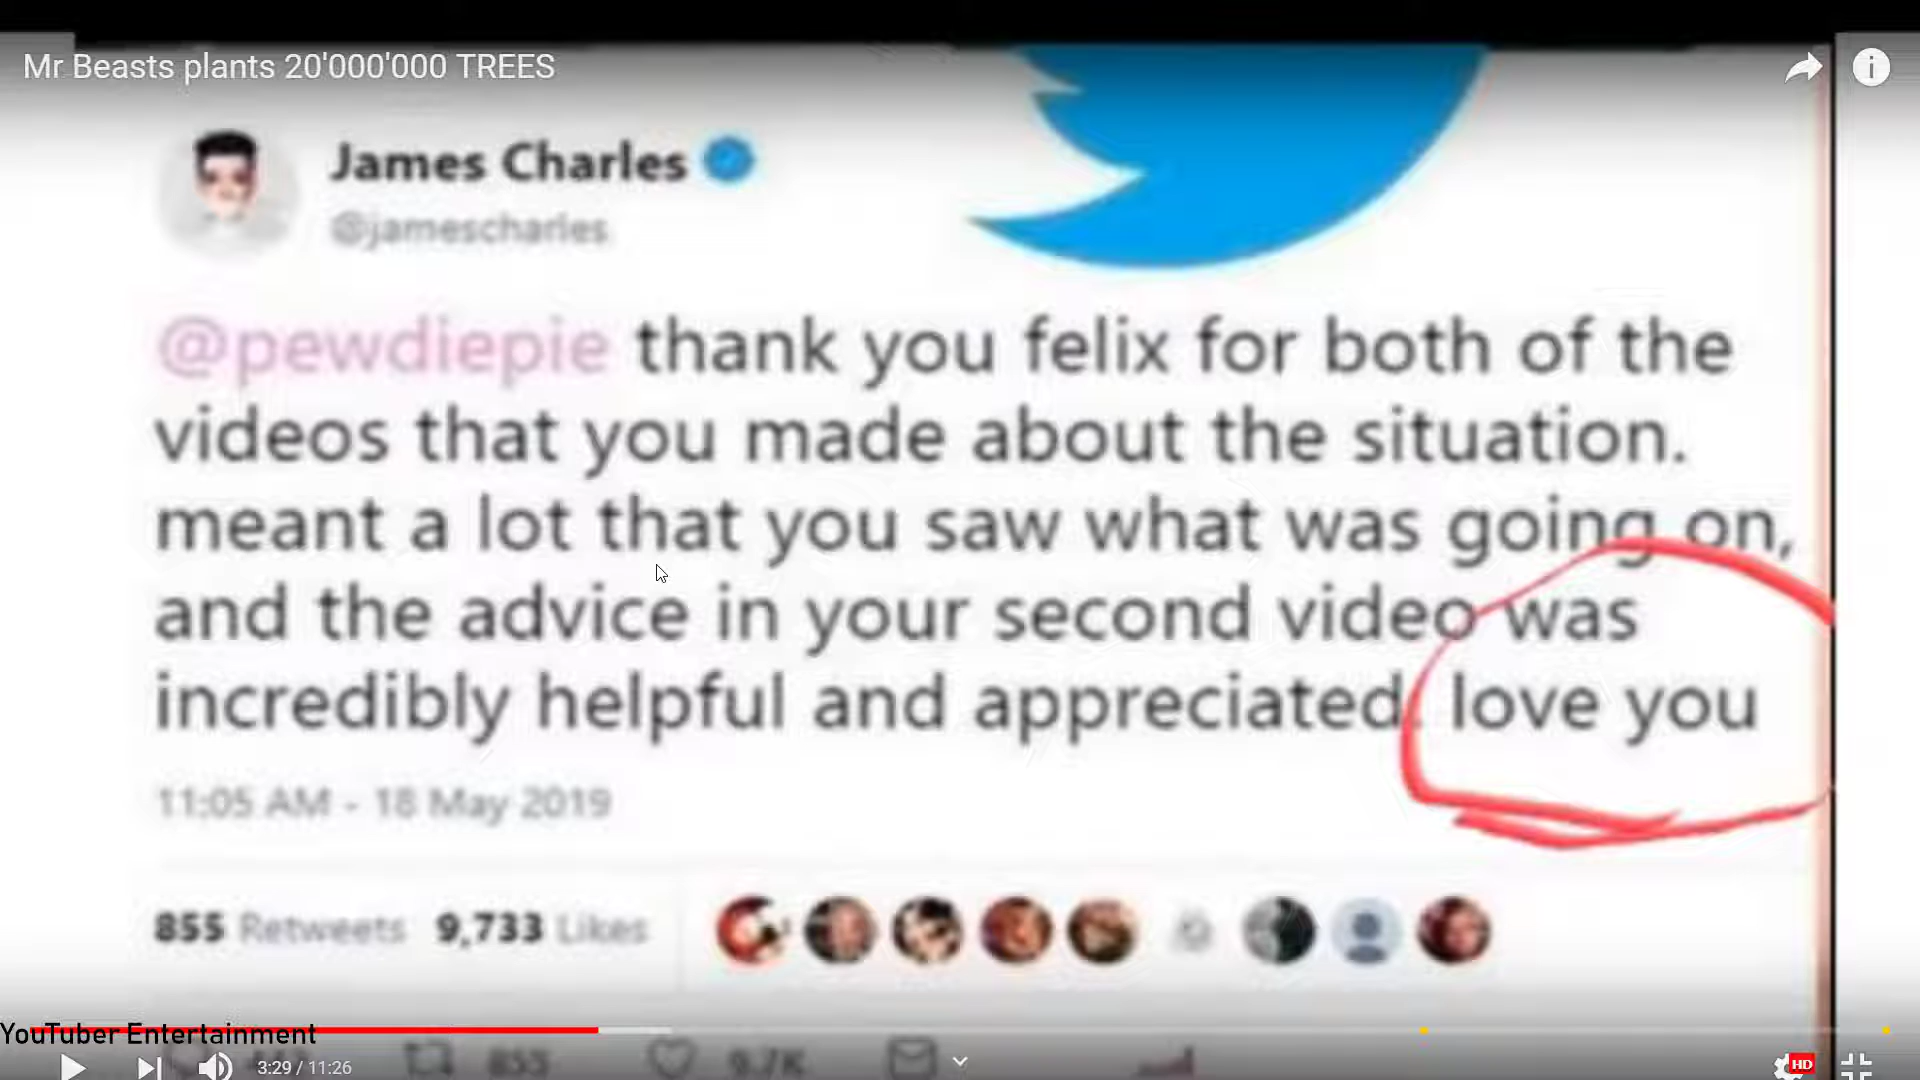 Mr Beasts plants 20'000'000 TREES
James Charles
@jamescharles
@pewdiepie thank you felix for both of the
videos that you made about the situation.
meant a lot that you saw what was going on,
and the advice in your second video was
incredibly helpful and appreciated. love you
11:05 AM - 18 May 2019
855 Retweets 9,733 Likes
YouTuber Entertainment
855 9.7K
3:29 / 11:26
HD